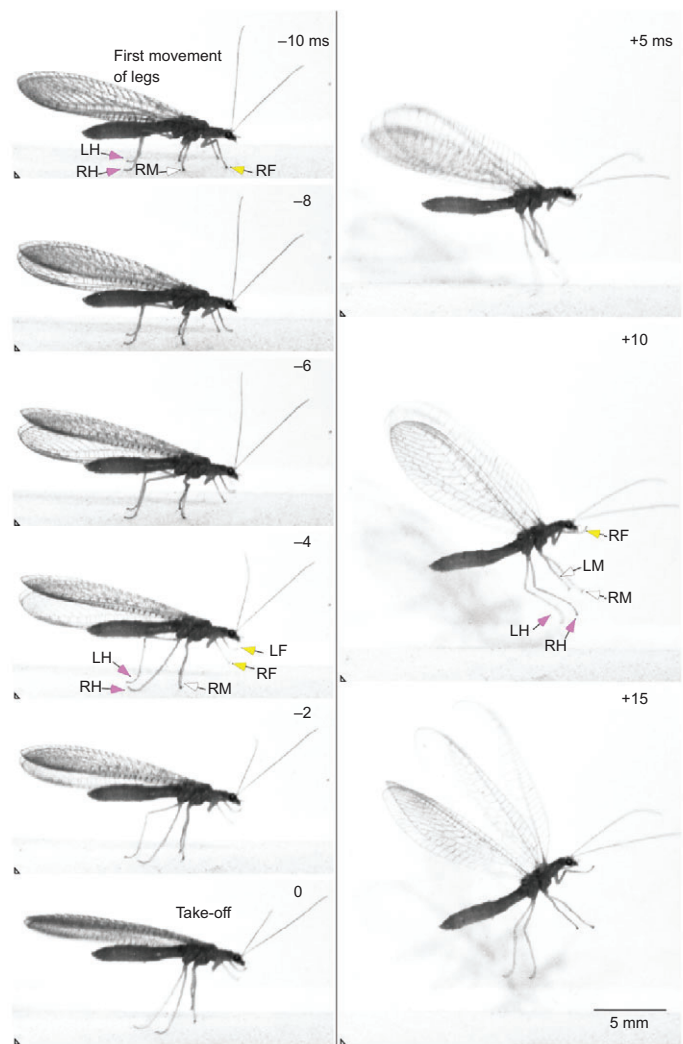 –10 ms
First movement
of legs
LH
RH
RM
RF
–8
–6
–4
LF
LH
RF
RH
RM
–2
0
Take-off
+5 ms
+10
RF
LM
RM
LH
RH
+15
5 mm